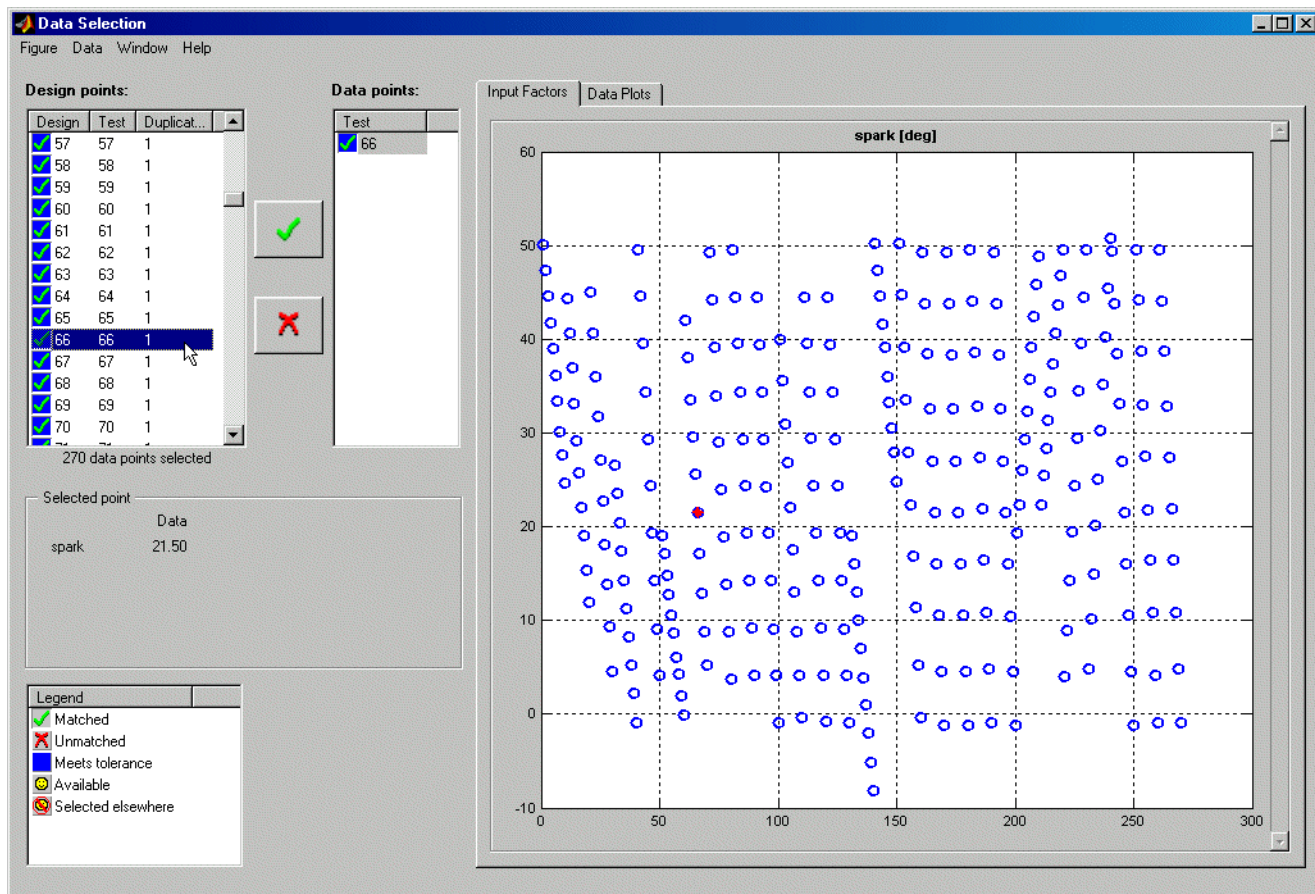 Data Selection
Figure Data Window Help
Design points:
Design Test Duplicat...
57 57 1
58 58 1
59 59 1
60 60 1
61 61 1
62 62 1
63 63 1
64 64 1
65 65 1
66 66 1
67 67 1
68 68 1
69 69 1
70 70 1
71 71 1
270 data points selected
Data points:
Test
66
Selected point
Data
spark 21.50
Legend
Matched
Unmatched
Meets tolerance
Available
Selected elsewhere
Input Factors Data Plots
spark [deg]
60
50
40
30
20
10
0
-10
0 50 100 150 200 250 300